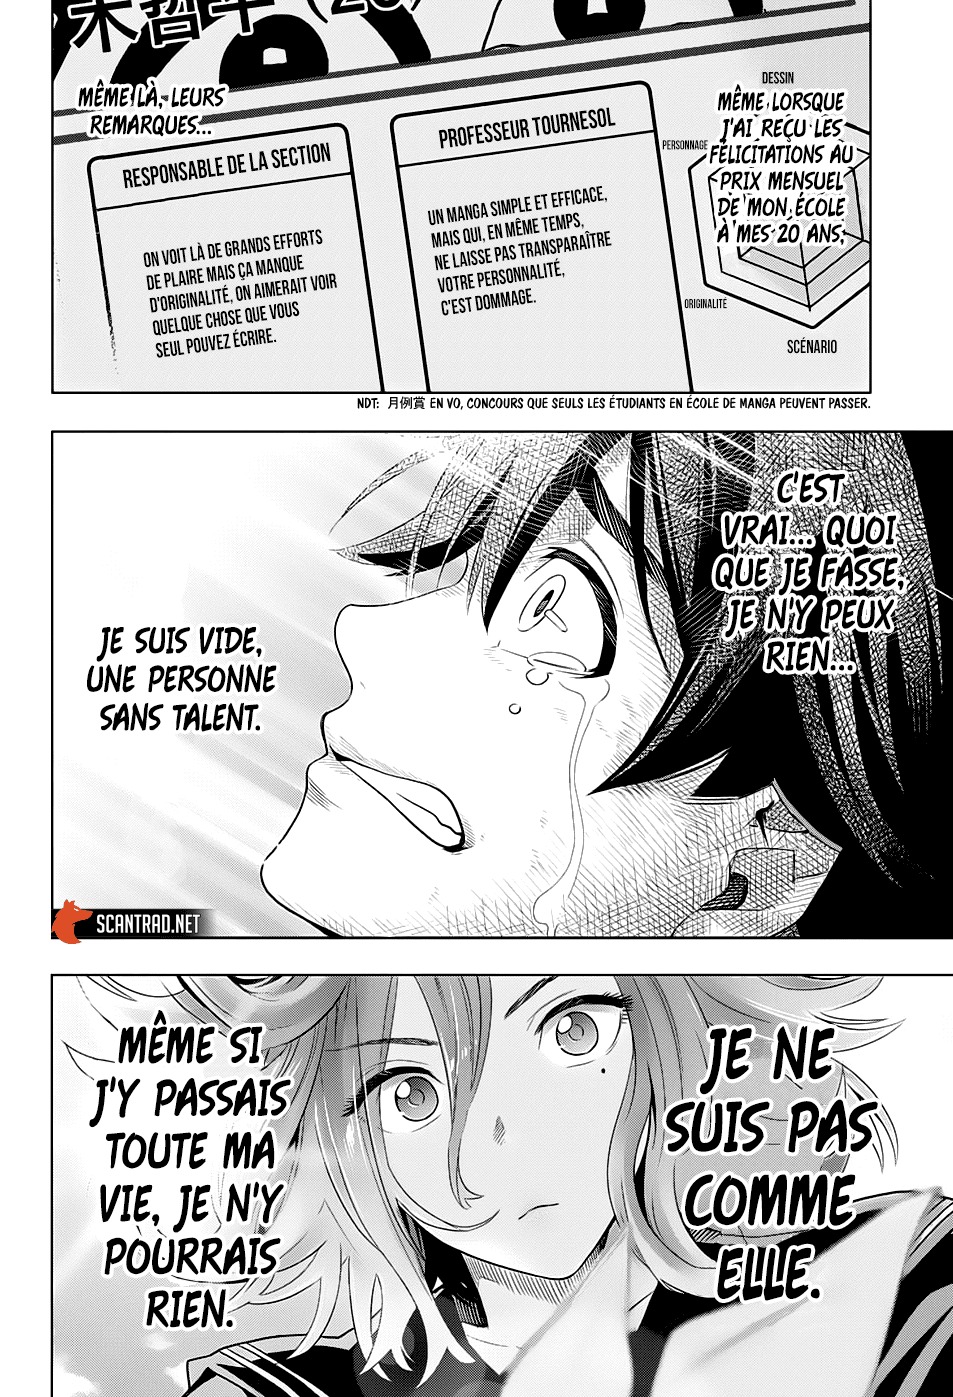 木哲平(20)
DESSIN
MÊME LORSQUE
J'AI REÇU LES
FÉLICITATIONS AU
PRIX MENSUEL
DE MON ÉCOLE
À MES 20 ANS,
PERSONNAGE
ORIGINALITÉ
SCÉNARIO
PROFESSEUR TOURNESOL
UN MANGA SIMPLE ET EFFICACE,
MAIS QUI, EN MÊME TEMPS,
NE LAISSE PAS TRANSPARAÎTRE
VOTRE PERSONNALITÉ,
C'EST DOMMAGE.
MÊME LÀ, LEURS
REMARQUES...
RESPONSABLE DE LA SECTION
ON VOIT LÀ DE GRANDS EFFORTS
DE PLAIRE MAIS ÇA MANQUE
D'ORIGINALITÉ, ON AIMERAIT VOIR
QUELQUE CHOSE QUE VOUS
SEUL POUVEZ ÉCRIRE.
NDT: 月例賞 EN VO, CONCOURS QUE SEULS LES ÉTUDIANTS EN ÉCOLE DE MANGA PEUVENT PASSER.
C'EST
VRAI... QUOI
QUE JE FASSE,
JE N'Y PEUX
RIEN...
JE SUIS VIDE,
UNE PERSONNE
SANS TALENT.
SCANTRAD.NET
JE NE
SUIS PAS
COMME
ELLE.
MÊME SI
J'Y PASSAIS
TOUTE MA
VIE, JE N'Y
POURRAIS
RIEN.